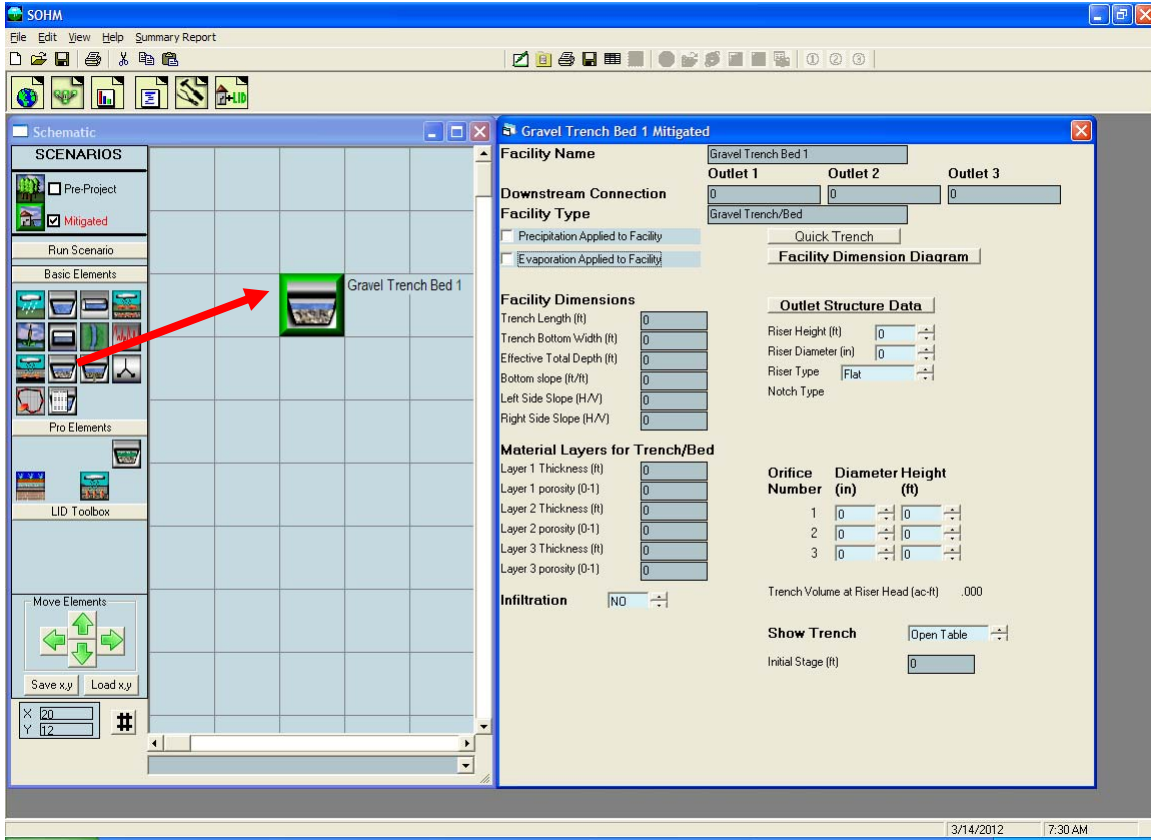 SOHM
File Edit View Help Summary Report
Schematic
SCENARIOS
Pre-Project
Mitigated
Run Scenario
Basic Elements
Pro Elements
LID Toolbox
Move Elements
Save x,y Load x,y
X 20
Y 12
#
Gravel Trench Bed 1
Gravel Trench Bed 1 Mitigated
Facility Name Gravel Trench Bed 1
Outlet 1 Outlet 2 Outlet 3
Downstream Connection 0 0 0
Facility Type Gravel Trench/Bed
Precipitation Applied to Facility Quick Trench
Evaporation Applied to Facility Facility Dimension Diagram
Facility Dimensions
Trench Length (ft) 0
Trench Bottom Width (ft) 0
Effective Total Depth (ft) 0
Bottom slope (ft/ft) 0
Left Side Slope (H/V) 0
Right Side Slope (H/V) 0
Material Layers for Trench/Bed
Layer 1 Thickness (ft) 0
Layer 1 porosity (0-1) 0
Layer 2 Thickness (ft) 0
Layer 2 porosity (0-1) 0
Layer 3 Thickness (ft) 0
Layer 3 porosity (0-1) 0
Infiltration NO
Outlet Structure Data
Riser Height (ft) 0
Riser Diameter (in) 0
Riser Type Flat
Notch Type
Orifice Diameter Height
Number (in) (ft)
1 0 0
2 0 0
3 0 0
Trench Volume at Riser Head (ac-ft) .000
Show Trench Open Table
Initial Stage (ft) 0
+LID
1 2 3
3/14/2012 7:30 AM